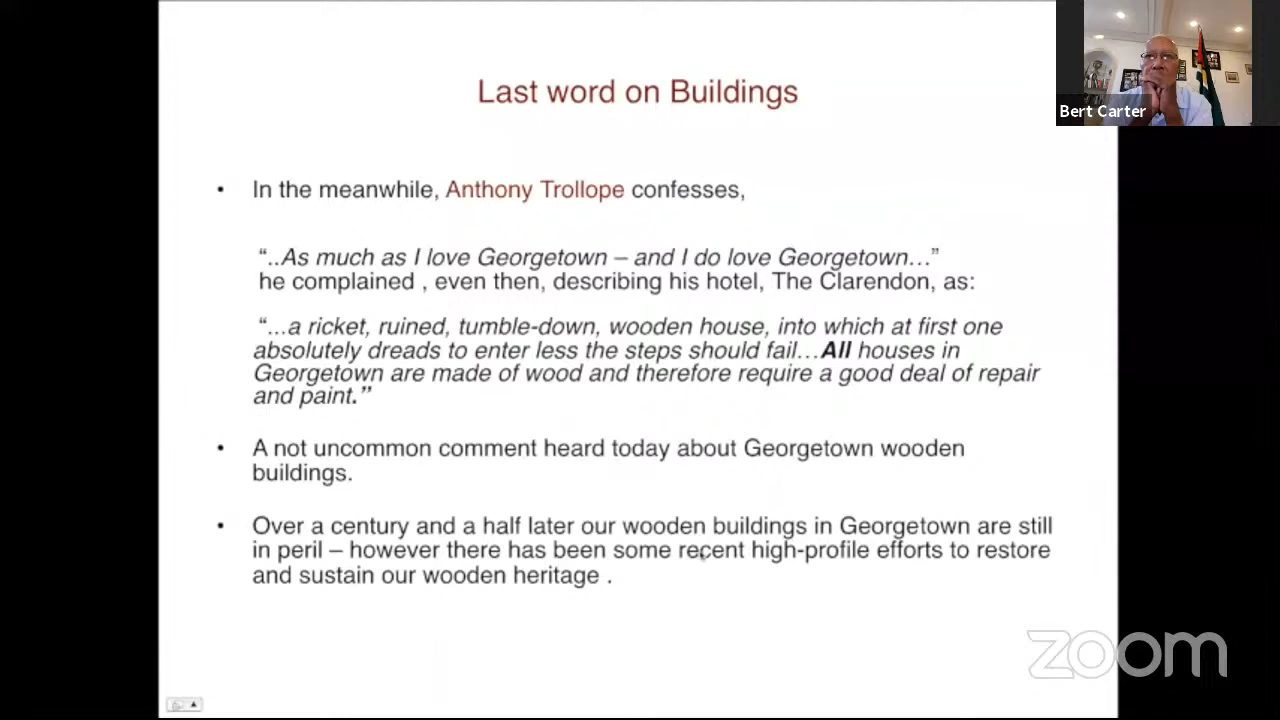 Last word on Buildings
Bert Carter
• In the meanwhile, Anthony Trollope confesses,
“..As much as I love Georgetown – and I do love Georgetown…”
he complained , even then, describing his hotel, The Clarendon, as:
“...a ricket, ruined, tumble-down, wooden house, into which at first one
absolutely dreads to enter less the steps should fail…All houses in
Georgetown are made of wood and therefore require a good deal of repair
and paint.”
• A not uncommon comment heard today about Georgetown wooden
buildings.
• Over a century and a half later our wooden buildings in Georgetown are still
in peril – however there has been some recent high-profile efforts to restore
and sustain our wooden heritage .
zoom